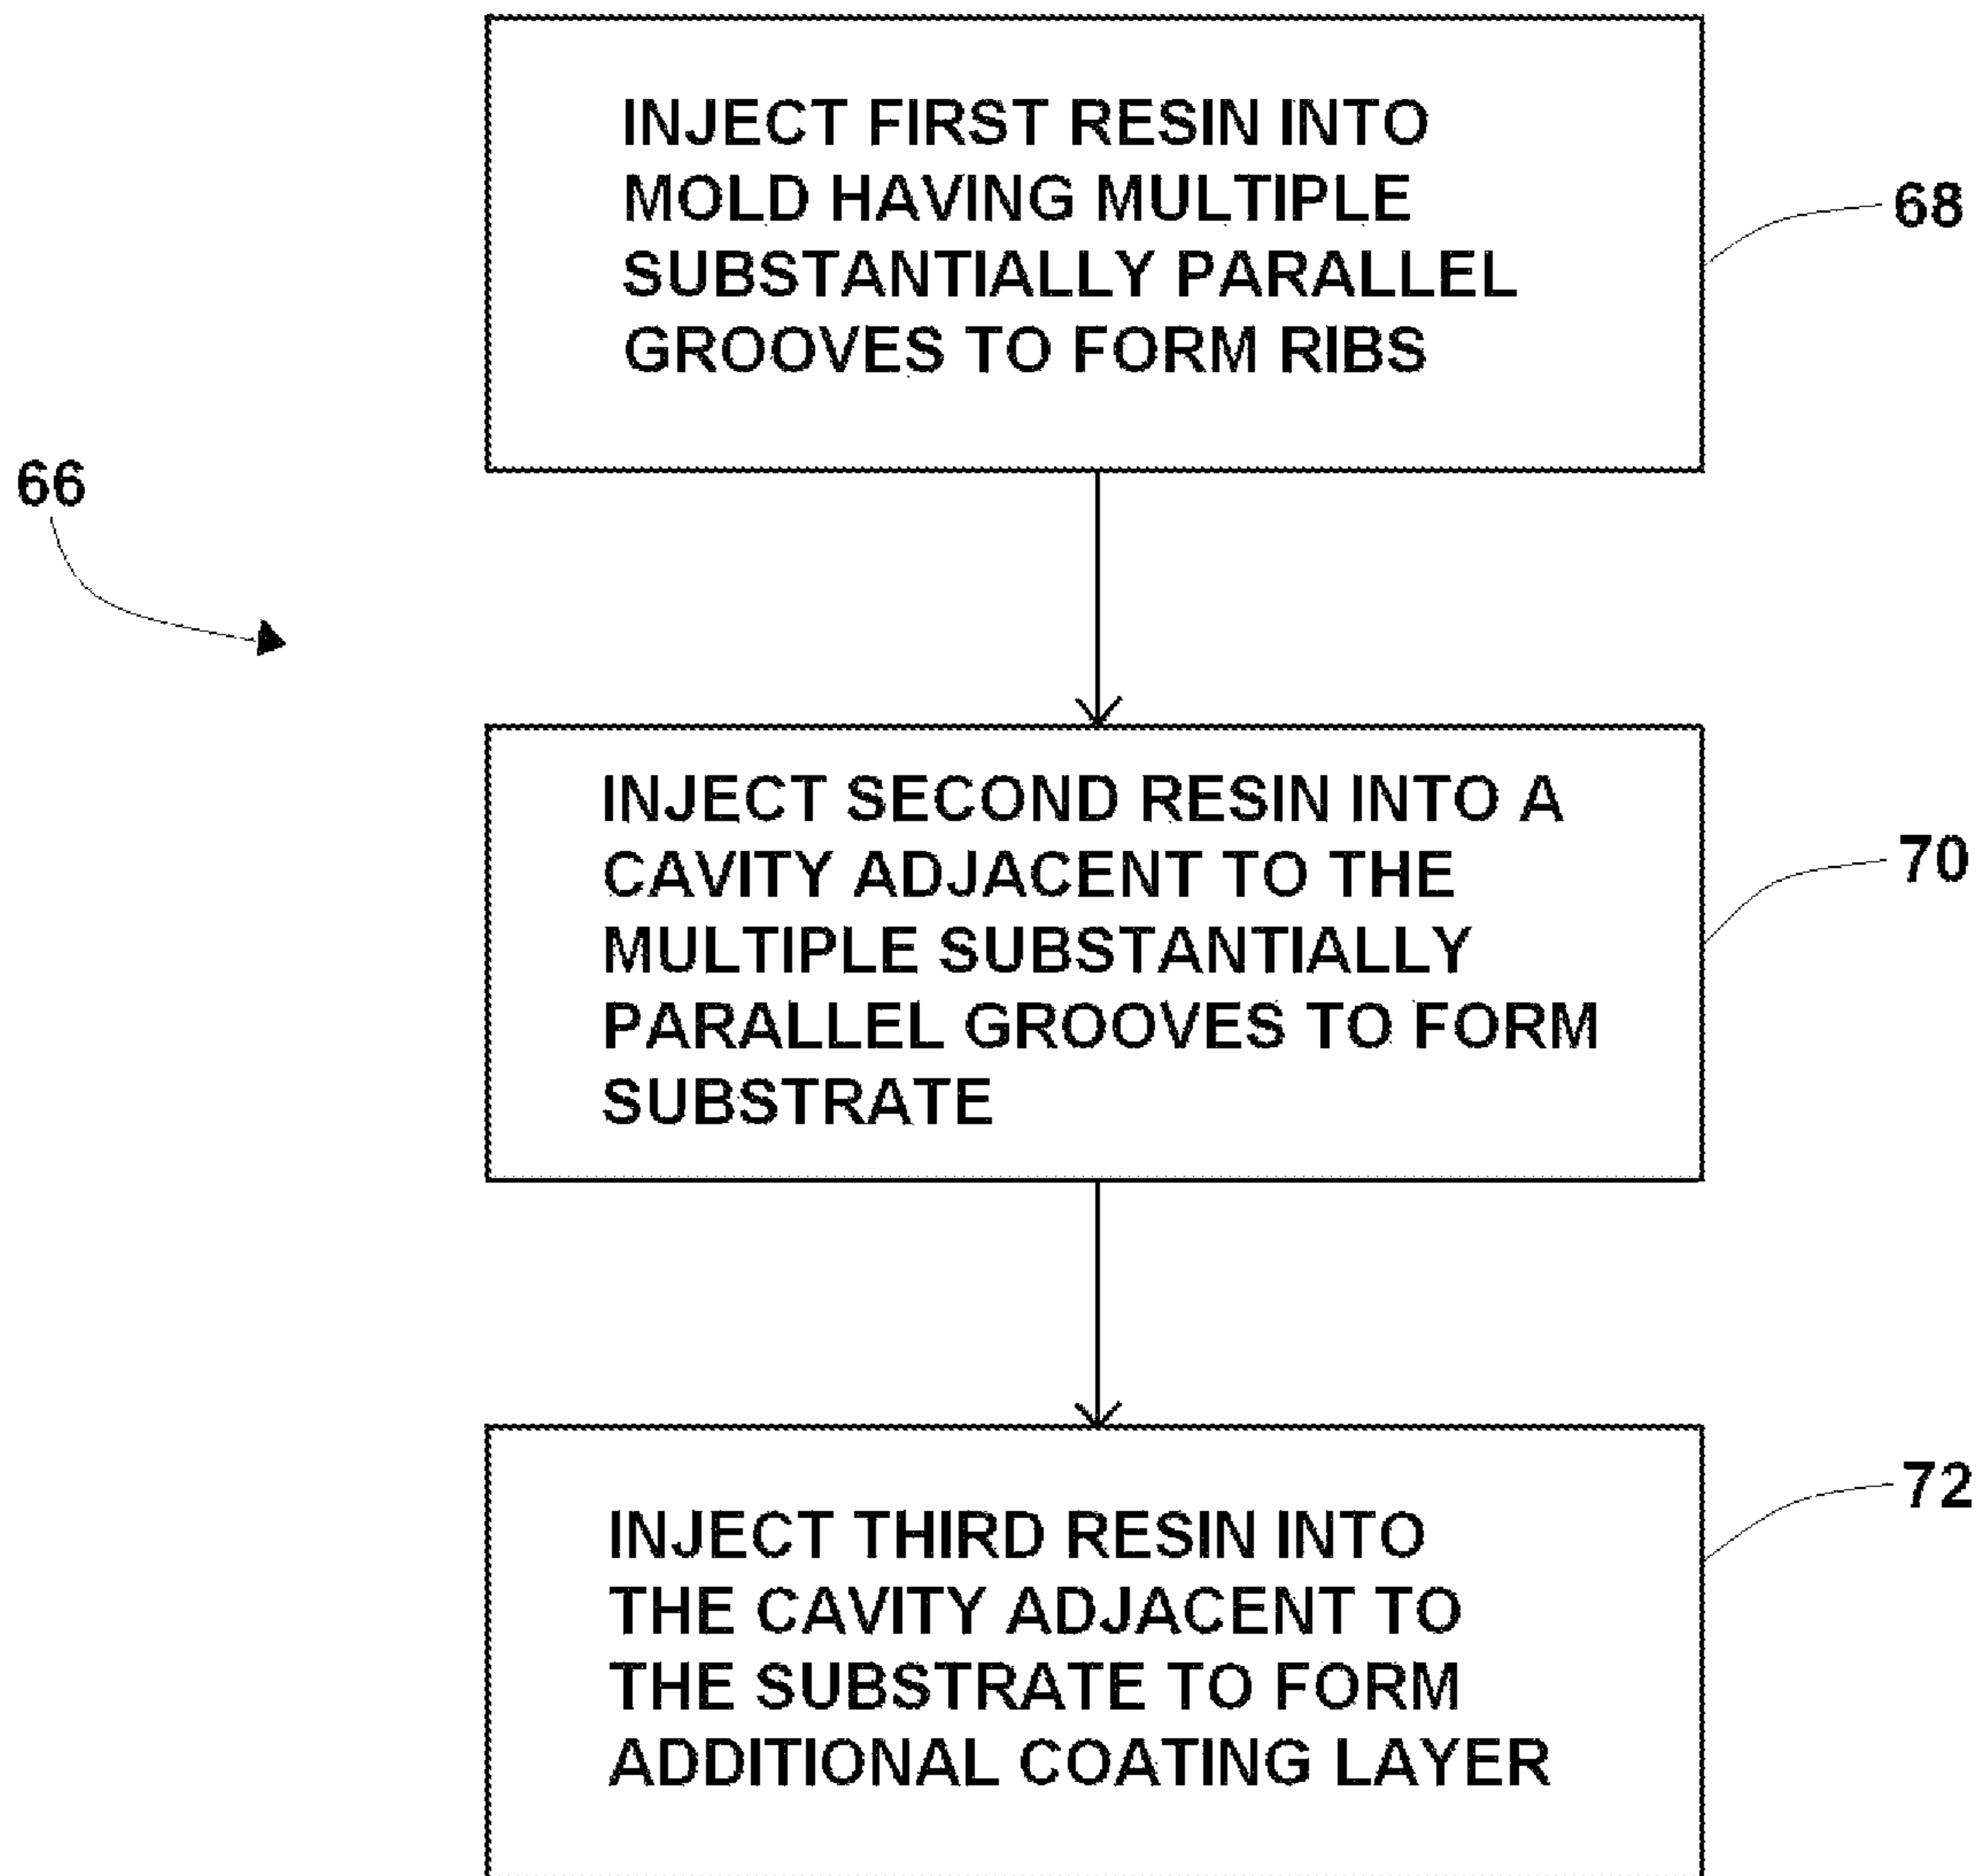 INJECT FIRST RESIN INTO
MOLD HAVING MULTIPLE
SUBSTANTIALLY PARALLEL
GROOVES TO FORM RIBS
68
66
INJECT SECOND RESIN INTO A
CAVITY ADJACENT TO THE
MULTIPLE SUBSTANTIALLY
PARALLEL GROOVES TO FORM
SUBSTRATE
70
INJECT THIRD RESIN INTO
THE CAVITY ADJACENT TO
THE SUBSTRATE TO FORM
ADDITIONAL COATING LAYER
72